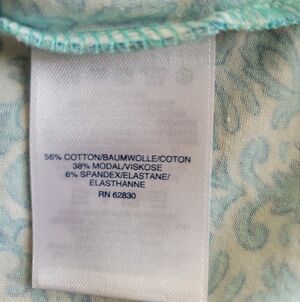 56% COTTON/BAUMWOLLE/COTON
38% MODAL/VISKOSE
6% SPANDEX/ELASTANE/
ELASTHANNE
RN 62830